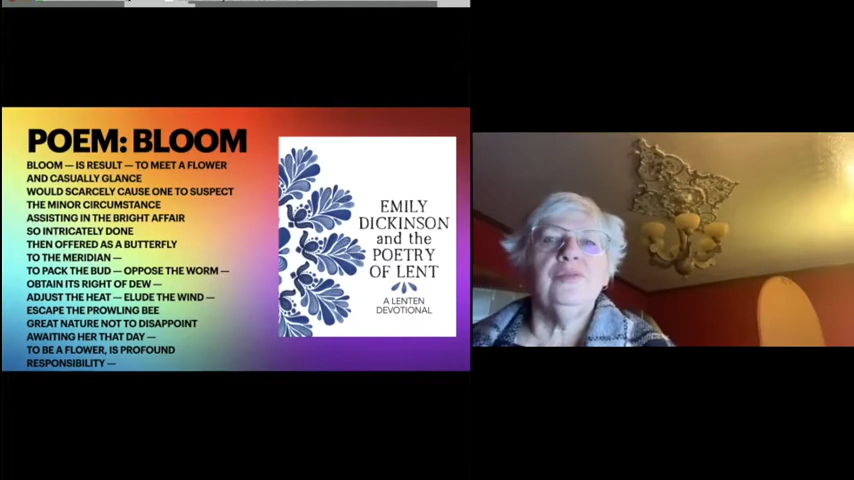 POEM: BLOOM
BLOOM — IS RESULT — TO MEET A FLOWER
AND CASUALLY GLANCE
WOULD SCARCELY CAUSE ONE TO SUSPECT
THE MINOR CIRCUMSTANCE
ASSISTING IN THE BRIGHT AFFAIR
SO INTRICATELY DONE
THEN OFFERED AS A BUTTERFLY
TO THE MERIDIAN —
TO PACK THE BUD — OPPOSE THE WORM —
OBTAIN ITS RIGHT OF DEW —
ADJUST THE HEAT — ELUDE THE WIND —
ESCAPE THE PROWLING BEE
GREAT NATURE NOT TO DISAPPOINT
AWAITING HER THAT DAY —
TO BE A FLOWER, IS PROFOUND
RESPONSIBILITY —
EMILY
DICKINSON
and the
POETRY
OF LENT
A LENTEN
DEVOTIONAL